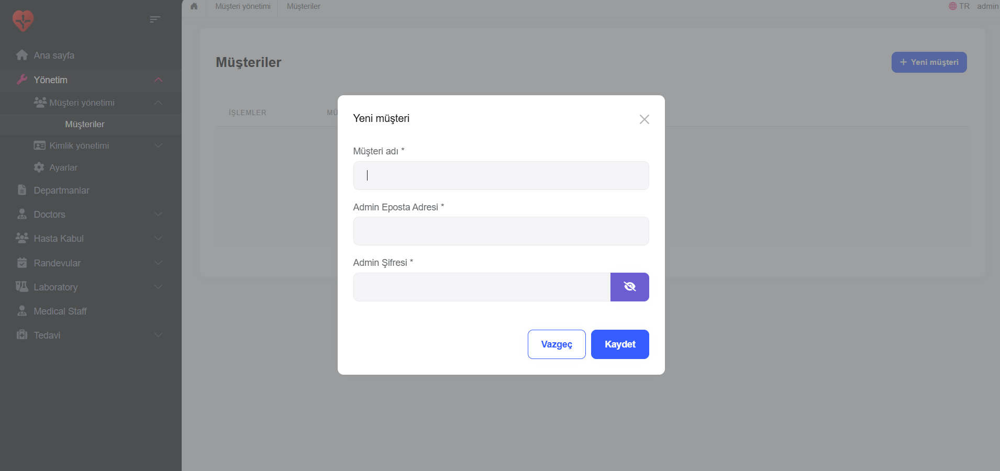 Müşteri yönetimi
Müşteriler
TR
admin
Ana sayfa
Yönetim
Müşteri yönetimi
Müşteriler
Kimlik yönetimi
Ayarlar
Departmanlar
Doctors
Hasta Kabul
Randevular
Laboratory
Medical Staff
Tedavi
Müşteriler
+ Yeni müşteri
İŞLEMLER
Yeni müşteri
Müşteri adı *
Admin Eposta Adresi *
Admin Şifresi *
Vazgeç
Kaydet